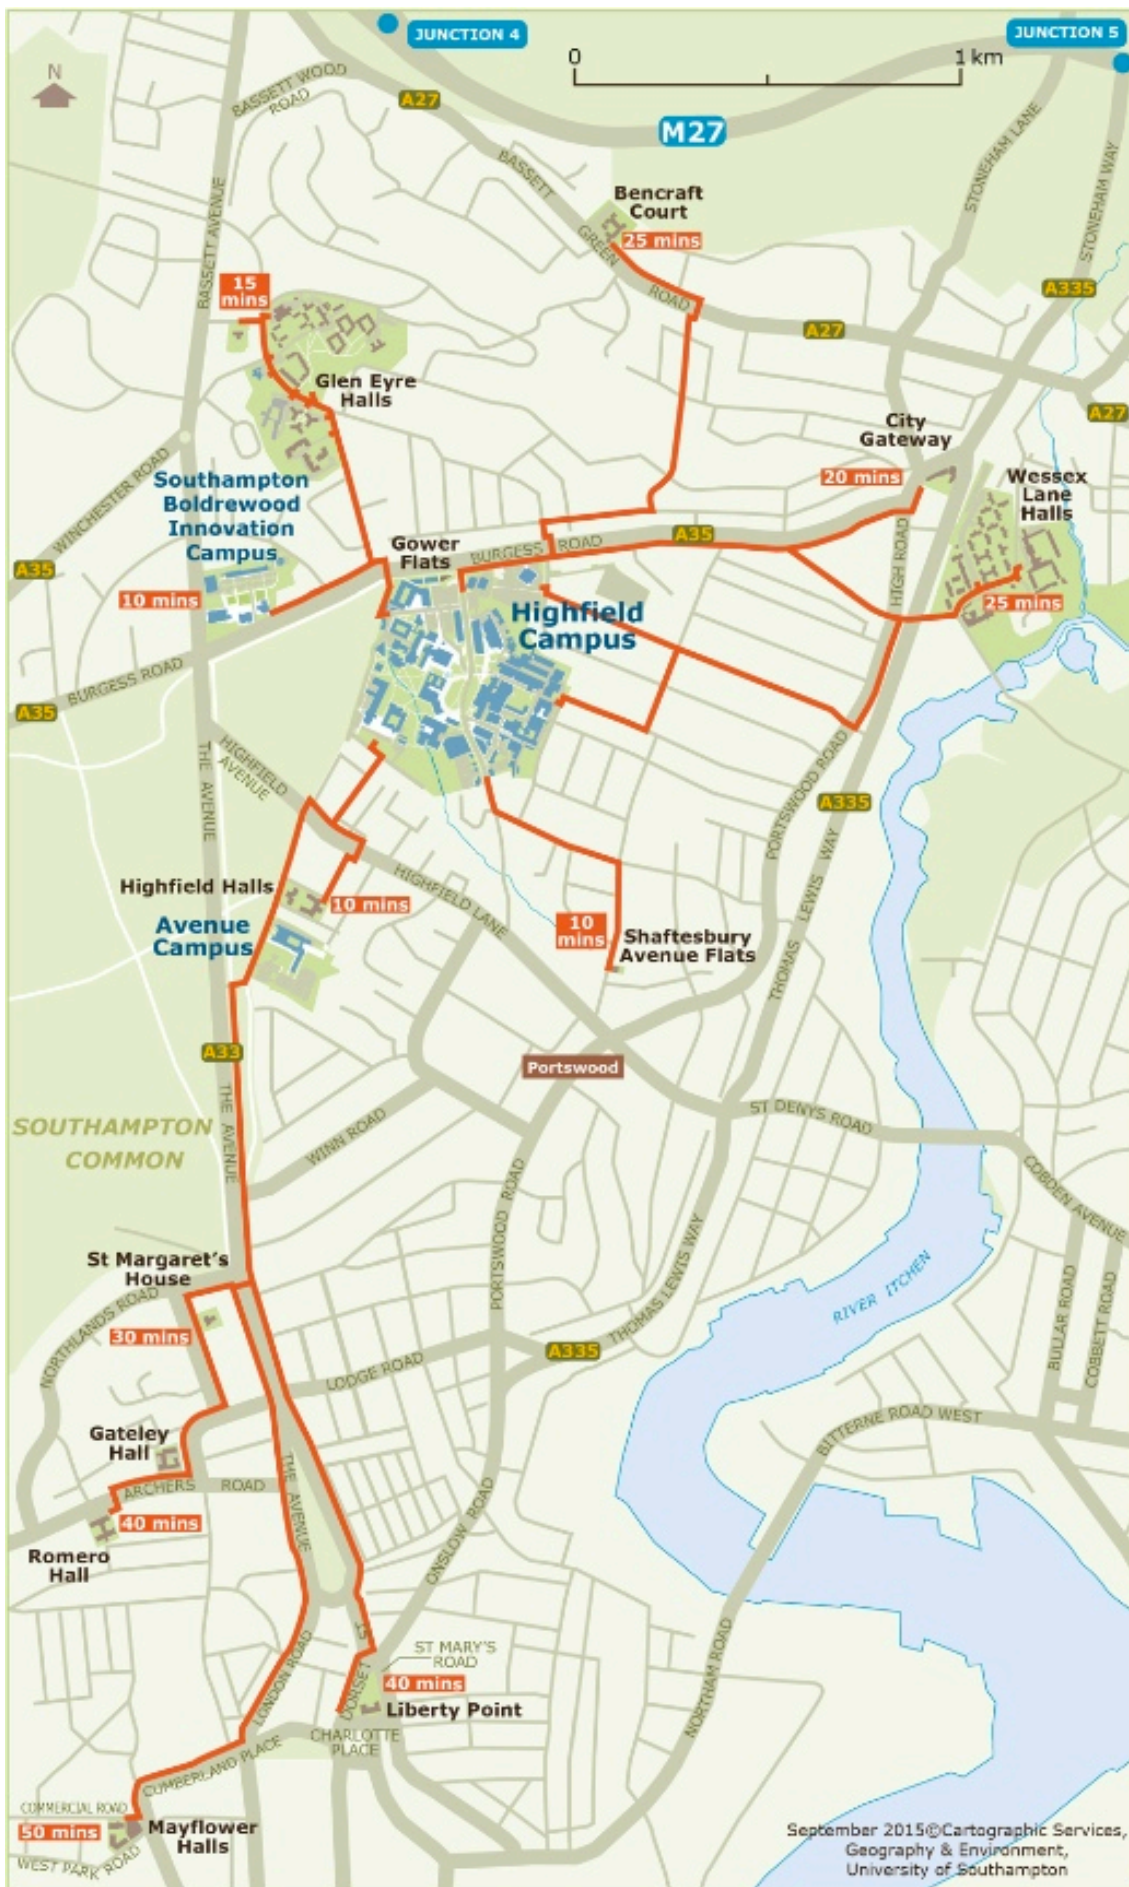 JUNCTION 4
JUNCTION 5
0
1 km
N
BASSETT WOOD
ROAD
A27
M27
BASSETT
GREEN
ROAD
STONEHAM LANE
STONEHAM WAY
BASSETT AVENUE
Bencraft
Court
25 mins
A335
A27
A27
15
mins
Glen Eyre
Halls
City
Gateway
20 mins
Wessex
Lane
Halls
25 mins
WINCHESTER ROAD
Southampton
Boldrewood
Innovation
Campus
A35
10 mins
Gower
Flats
BURGESS ROAD
A35
HIGH ROAD
Highfield
Campus
BURGESS ROAD
A35
THE AVENUE
HIGHFIELD
AVENUE
PORTSWOOD ROAD
A335
THOMAS LEWIS WAY
Highfield Halls
10 mins
HIGHFIELD LANE
Avenue
Campus
10
mins
Shaftesbury
Avenue Flats
A33
THE AVENUE
Portswood
ST DENYS ROAD
COBDEN AVENUE
SOUTHAMPTON
COMMON
WINN ROAD
PORTSWOOD ROAD
THOMAS LEWIS WAY
RIVER ITCHEN
BULLAR ROAD
COBBETT ROAD
St Margaret's
House
NORTHLANDS ROAD
30 mins
LODGE ROAD
A335
BITTERNE ROAD WEST
Gateley
Hall
ARCHERS ROAD
THE AVENUE
40 mins
Romero
Hall
ONSLOW ROAD
NORTHAM ROAD
LONDON ROAD
DORSET ST
ST MARY'S
ROAD
40 mins
Liberty Point
CHARLOTTE
PLACE
CUMBERLAND PLACE
COMMERCIAL ROAD
50 mins
Mayflower
Halls
WEST PARK ROAD
September 2015©Cartographic Services,
Geography & Environment,
University of Southampton